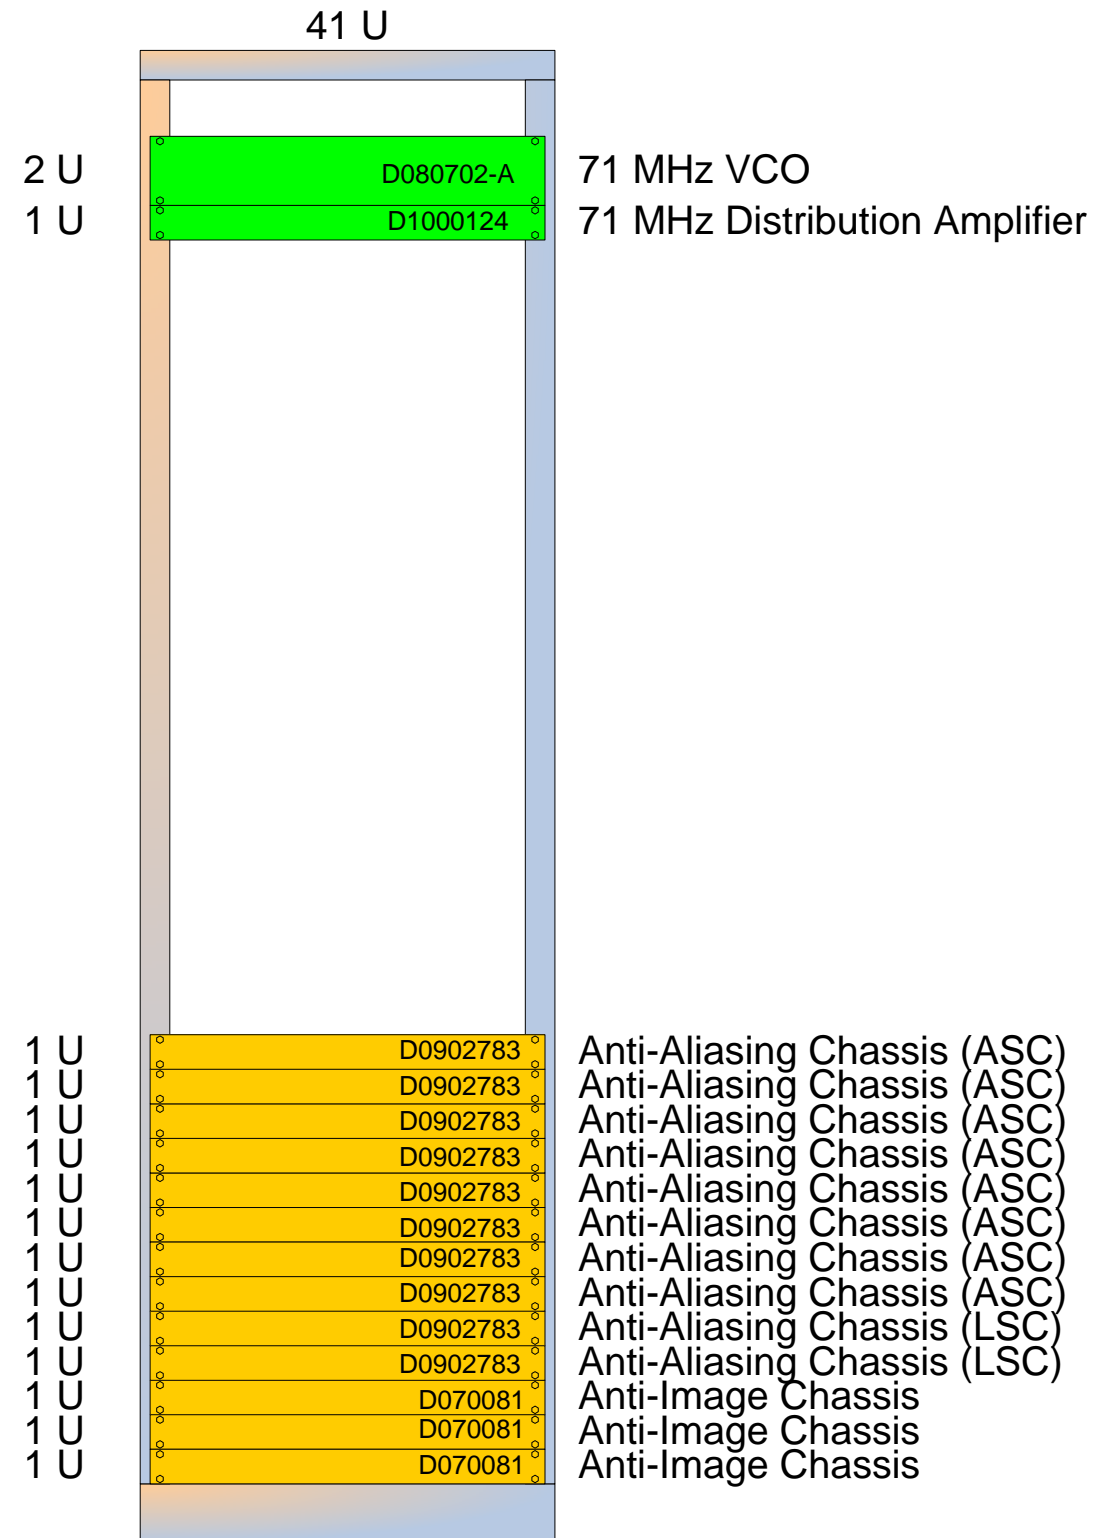 41 U
2 U D080702-A 71 MHz VCO
1 U D1000124 71 MHz Distribution Amplifier
1 U D0902783 Anti-Aliasing Chassis (ASC)
1 U D0902783 Anti-Aliasing Chassis (ASC)
1 U D0902783 Anti-Aliasing Chassis (ASC)
1 U D0902783 Anti-Aliasing Chassis (ASC)
1 U D0902783 Anti-Aliasing Chassis (ASC)
1 U D0902783 Anti-Aliasing Chassis (ASC)
1 U D0902783 Anti-Aliasing Chassis (ASC)
1 U D0902783 Anti-Aliasing Chassis (ASC)
1 U D0902783 Anti-Aliasing Chassis (LSC)
1 U D0902783 Anti-Aliasing Chassis (LSC)
1 U D070081 Anti-Image Chassis
1 U D070081 Anti-Image Chassis
1 U D070081 Anti-Image Chassis